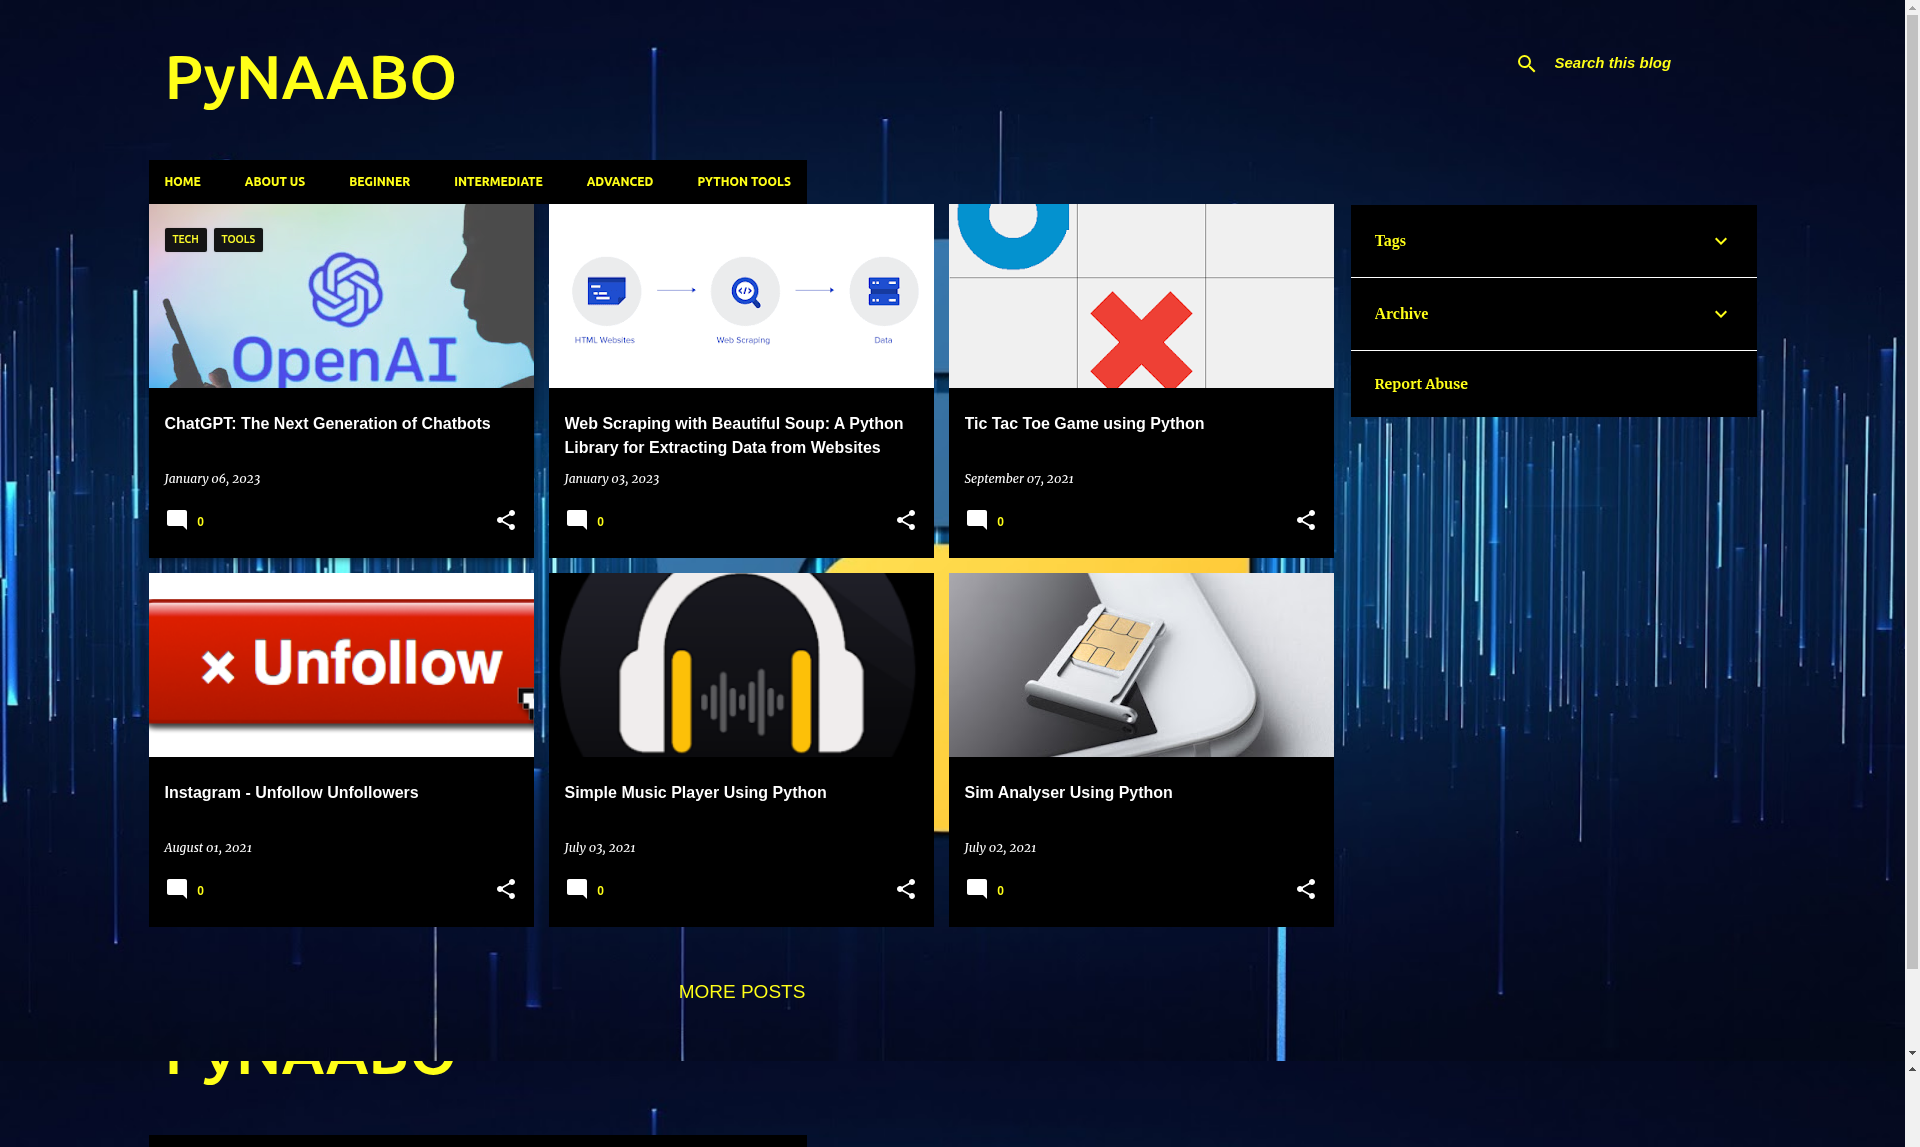 PyNAABO
Search this blog
HOME ABOUT US BEGINNER INTERMEDIATE ADVANCED PYTHON TOOLS
TECH TOOLS
OpenAI
HTML Websites Web Scraping Data
Tags
Archive
Report Abuse
ChatGPT: The Next Generation of Chatbots
January 06, 2023
0
Web Scraping with Beautiful Soup: A Python
Library for Extracting Data from Websites
January 03, 2023
0
Tic Tac Toe Game using Python
September 07, 2021
0
× Unfollow
Instagram - Unfollow Unfollowers
August 01, 2021
0
Simple Music Player Using Python
July 03, 2021
0
Sim Analyser Using Python
July 02, 2021
0
MORE POSTS
PyNAABO